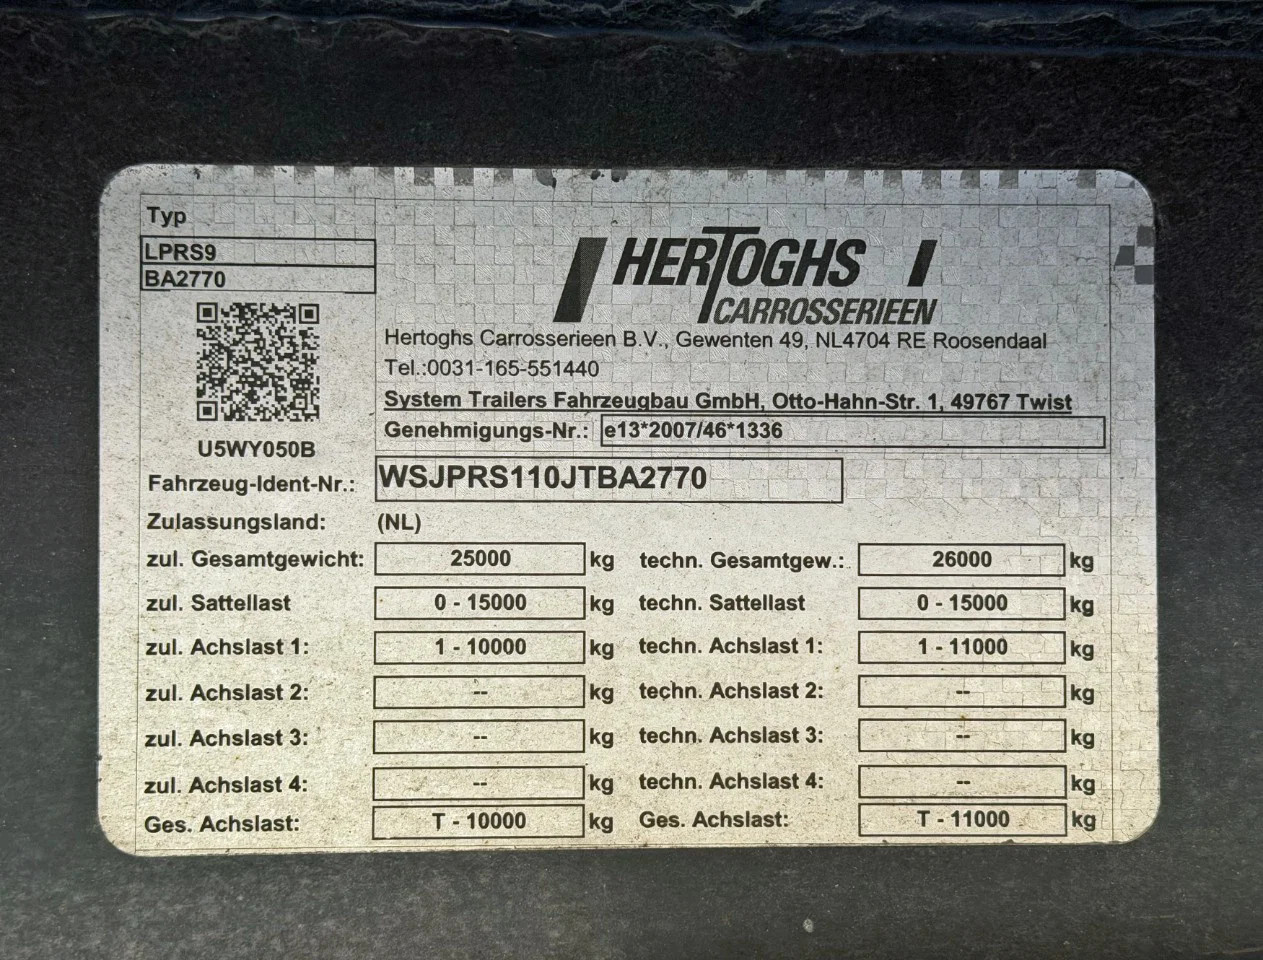 Typ
LPRS9
BA2770
HERTOGHS
CARROSSERIEEN
Hertoghs Carrosserieen B.V., Gewenten 49, NL4704 RE Roosendaal
Tel.:0031-165-551440
System Trailers Fahrzeugbau GmbH, Otto-Hahn-Str. 1, 49767 Twist
Genehmigungs-Nr.: e13*2007/46*1336
U5WY050B
Fahrzeug-Ident-Nr.: WSJPRS110JTBA2770
Zulassungsland: (NL)
zul. Gesamtgewicht: 25000 kg techn. Gesamtgew.: 26000 kg
zul. Sattellast 0 - 15000 kg techn. Sattellast 0 - 15000 kg
zul. Achslast 1: 1 - 10000 kg techn. Achslast 1: 1 - 11000 kg
zul. Achslast 2: -- kg techn. Achslast 2: -- kg
zul. Achslast 3: -- kg techn. Achslast 3: -- kg
zul. Achslast 4: -- kg techn. Achslast 4: -- kg
Ges. Achslast: T - 10000 kg Ges. Achslast: T - 11000 kg